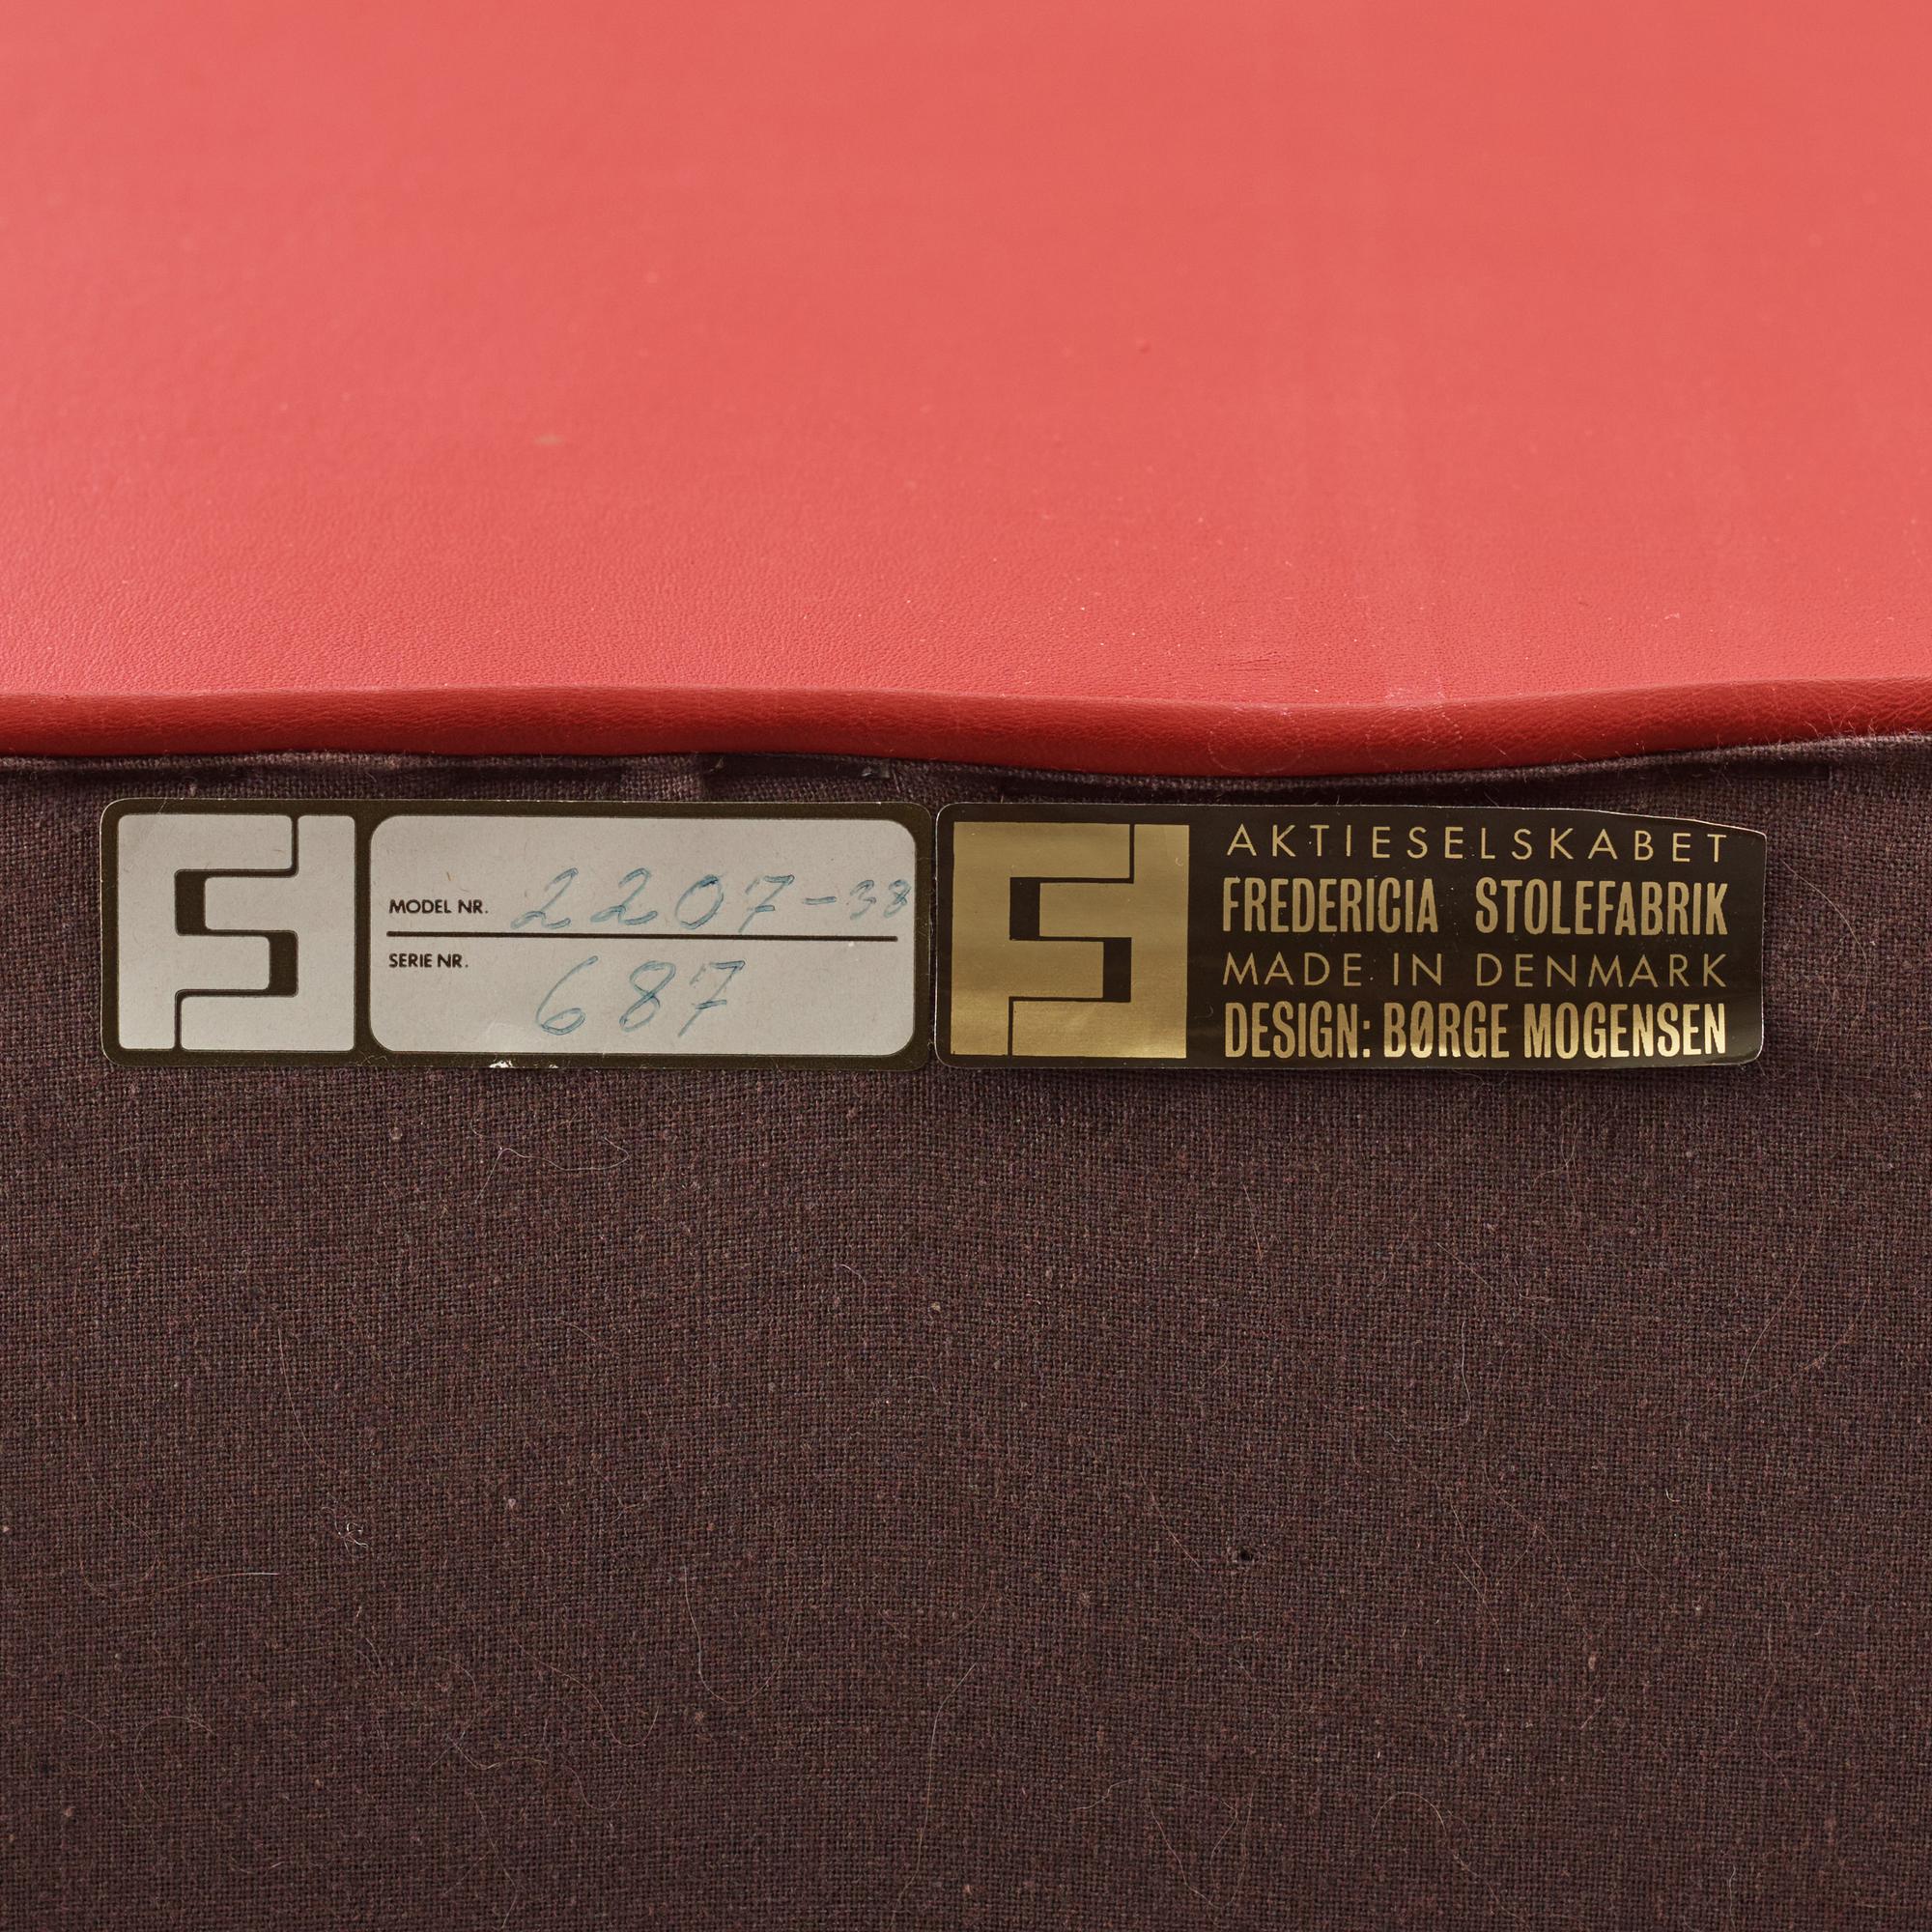 MODEL NR. 2207-38
SERIE NR. 687
AKTIESELSKABET
FREDERICIA STOLEFABRIK
MADE IN DENMARK
DESIGN: BØRGE MOGENSEN